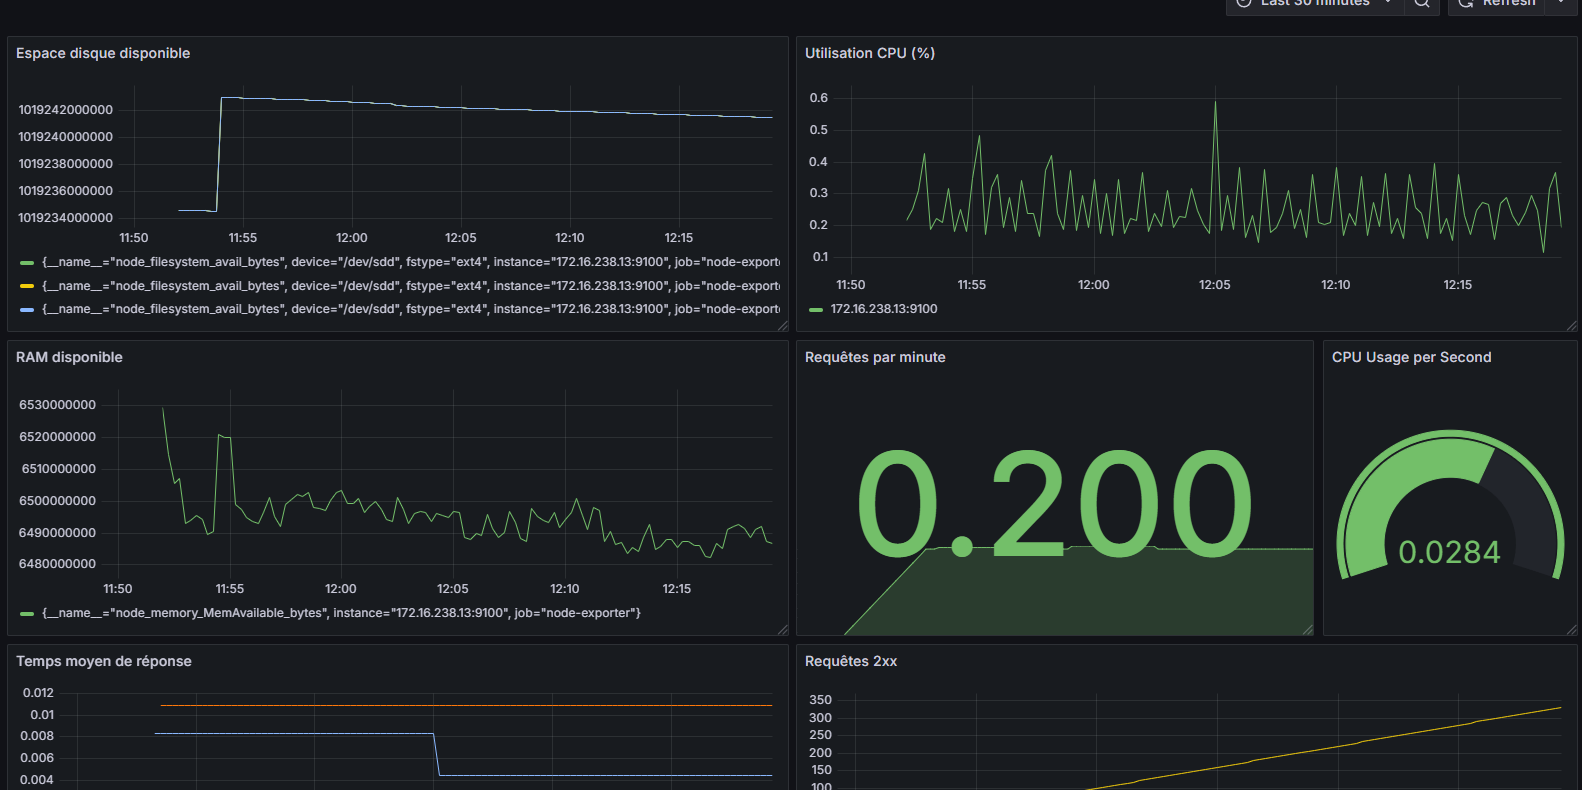 Last 30 minutes
Refresh
Espace disque disponible
1019242000000
1019240000000
1019238000000
1019236000000
1019234000000
11:50 11:55 12:00 12:05 12:10 12:15
{__name__="node_filesystem_avail_bytes", device="/dev/sdd", fstype="ext4", instance="172.16.238.13:9100", job="node-exporte
{__name__="node_filesystem_avail_bytes", device="/dev/sdd", fstype="ext4", instance="172.16.238.13:9100", job="node-exporte
{__name__="node_filesystem_avail_bytes", device="/dev/sdd", fstype="ext4", instance="172.16.238.13:9100", job="node-exporte
Utilisation CPU (%)
0.6
0.5
0.4
0.3
0.2
0.1
11:50 11:55 12:00 12:05 12:10 12:15
172.16.238.13:9100
RAM disponible
6530000000
6520000000
6510000000
6500000000
6490000000
6480000000
11:50 11:55 12:00 12:05 12:10 12:15
{__name__="node_memory_MemAvailable_bytes", instance="172.16.238.13:9100", job="node-exporter"}
Requêtes par minute
0.200
CPU Usage per Second
0.0284
Temps moyen de réponse
0.012
0.01
0.008
0.006
0.004
Requêtes 2xx
350
300
250
200
150
100